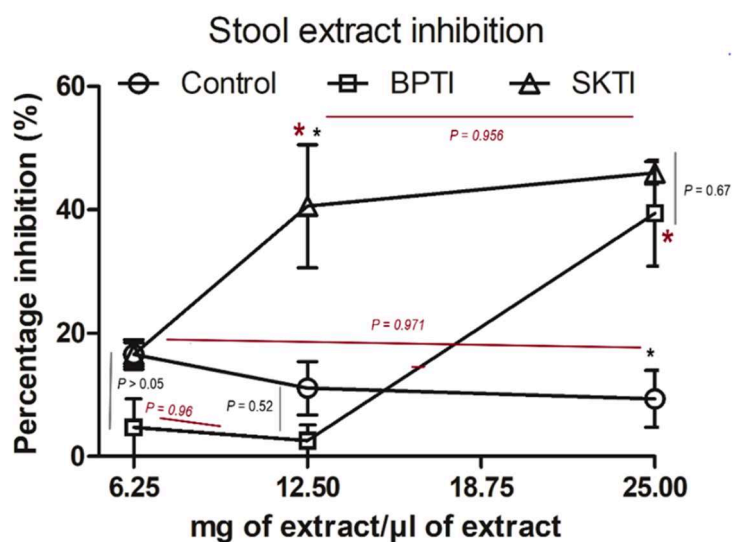 Stool extract inhibition
Control BPTI SKTI
Percentage inhibition (%)
60
40
20
0
* *
P = 0.956
P = 0.67
*
P = 0.971
*
P > 0.05
P = 0.96
P = 0.52
6.25 12.50 18.75 25.00
mg of extract/µl of extract